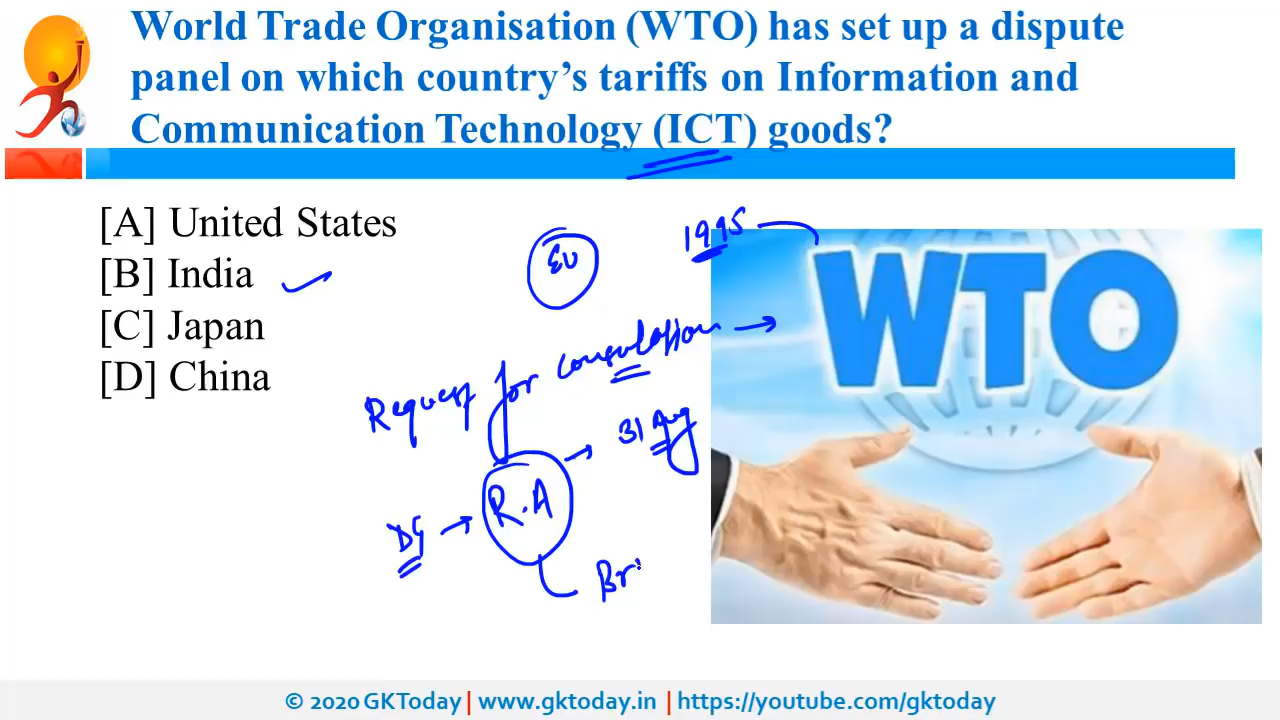 World Trade Organisation (WTO) has set up a dispute
panel on which country’s tariffs on Information and
Communication Technology (ICT) goods?
[A] United States
[B] India
[C] Japan
[D] China
EU
1995
WTO
Request for consultation
31 Aug
R.A
DG
Bri
© 2020 GKToday | www.gktoday.in | https://youtube.com/gktoday